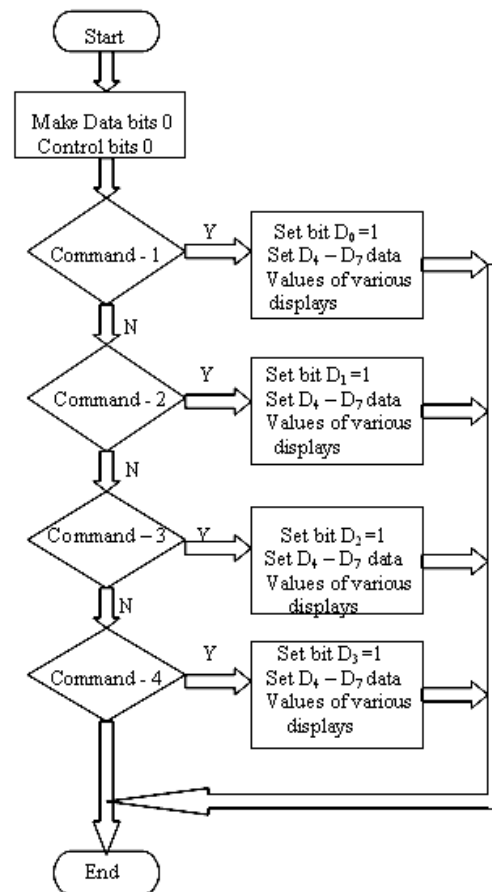 Start
Make Data bits 0
Control bits 0
Command - 1
Y
Set bit D₀ =1
Set D₄ – D₇ data
Values of various
displays
N
Command - 2
Y
Set bit D₁ =1
Set D₄ – D₇ data
Values of various
displays
N
Command – 3
Y
Set bit D₂ =1
Set D₄ – D₇ data
Values of various
displays
N
Command - 4
Y
Set bit D₃ =1
Set D₄ – D₇ data
Values of various
displays
End